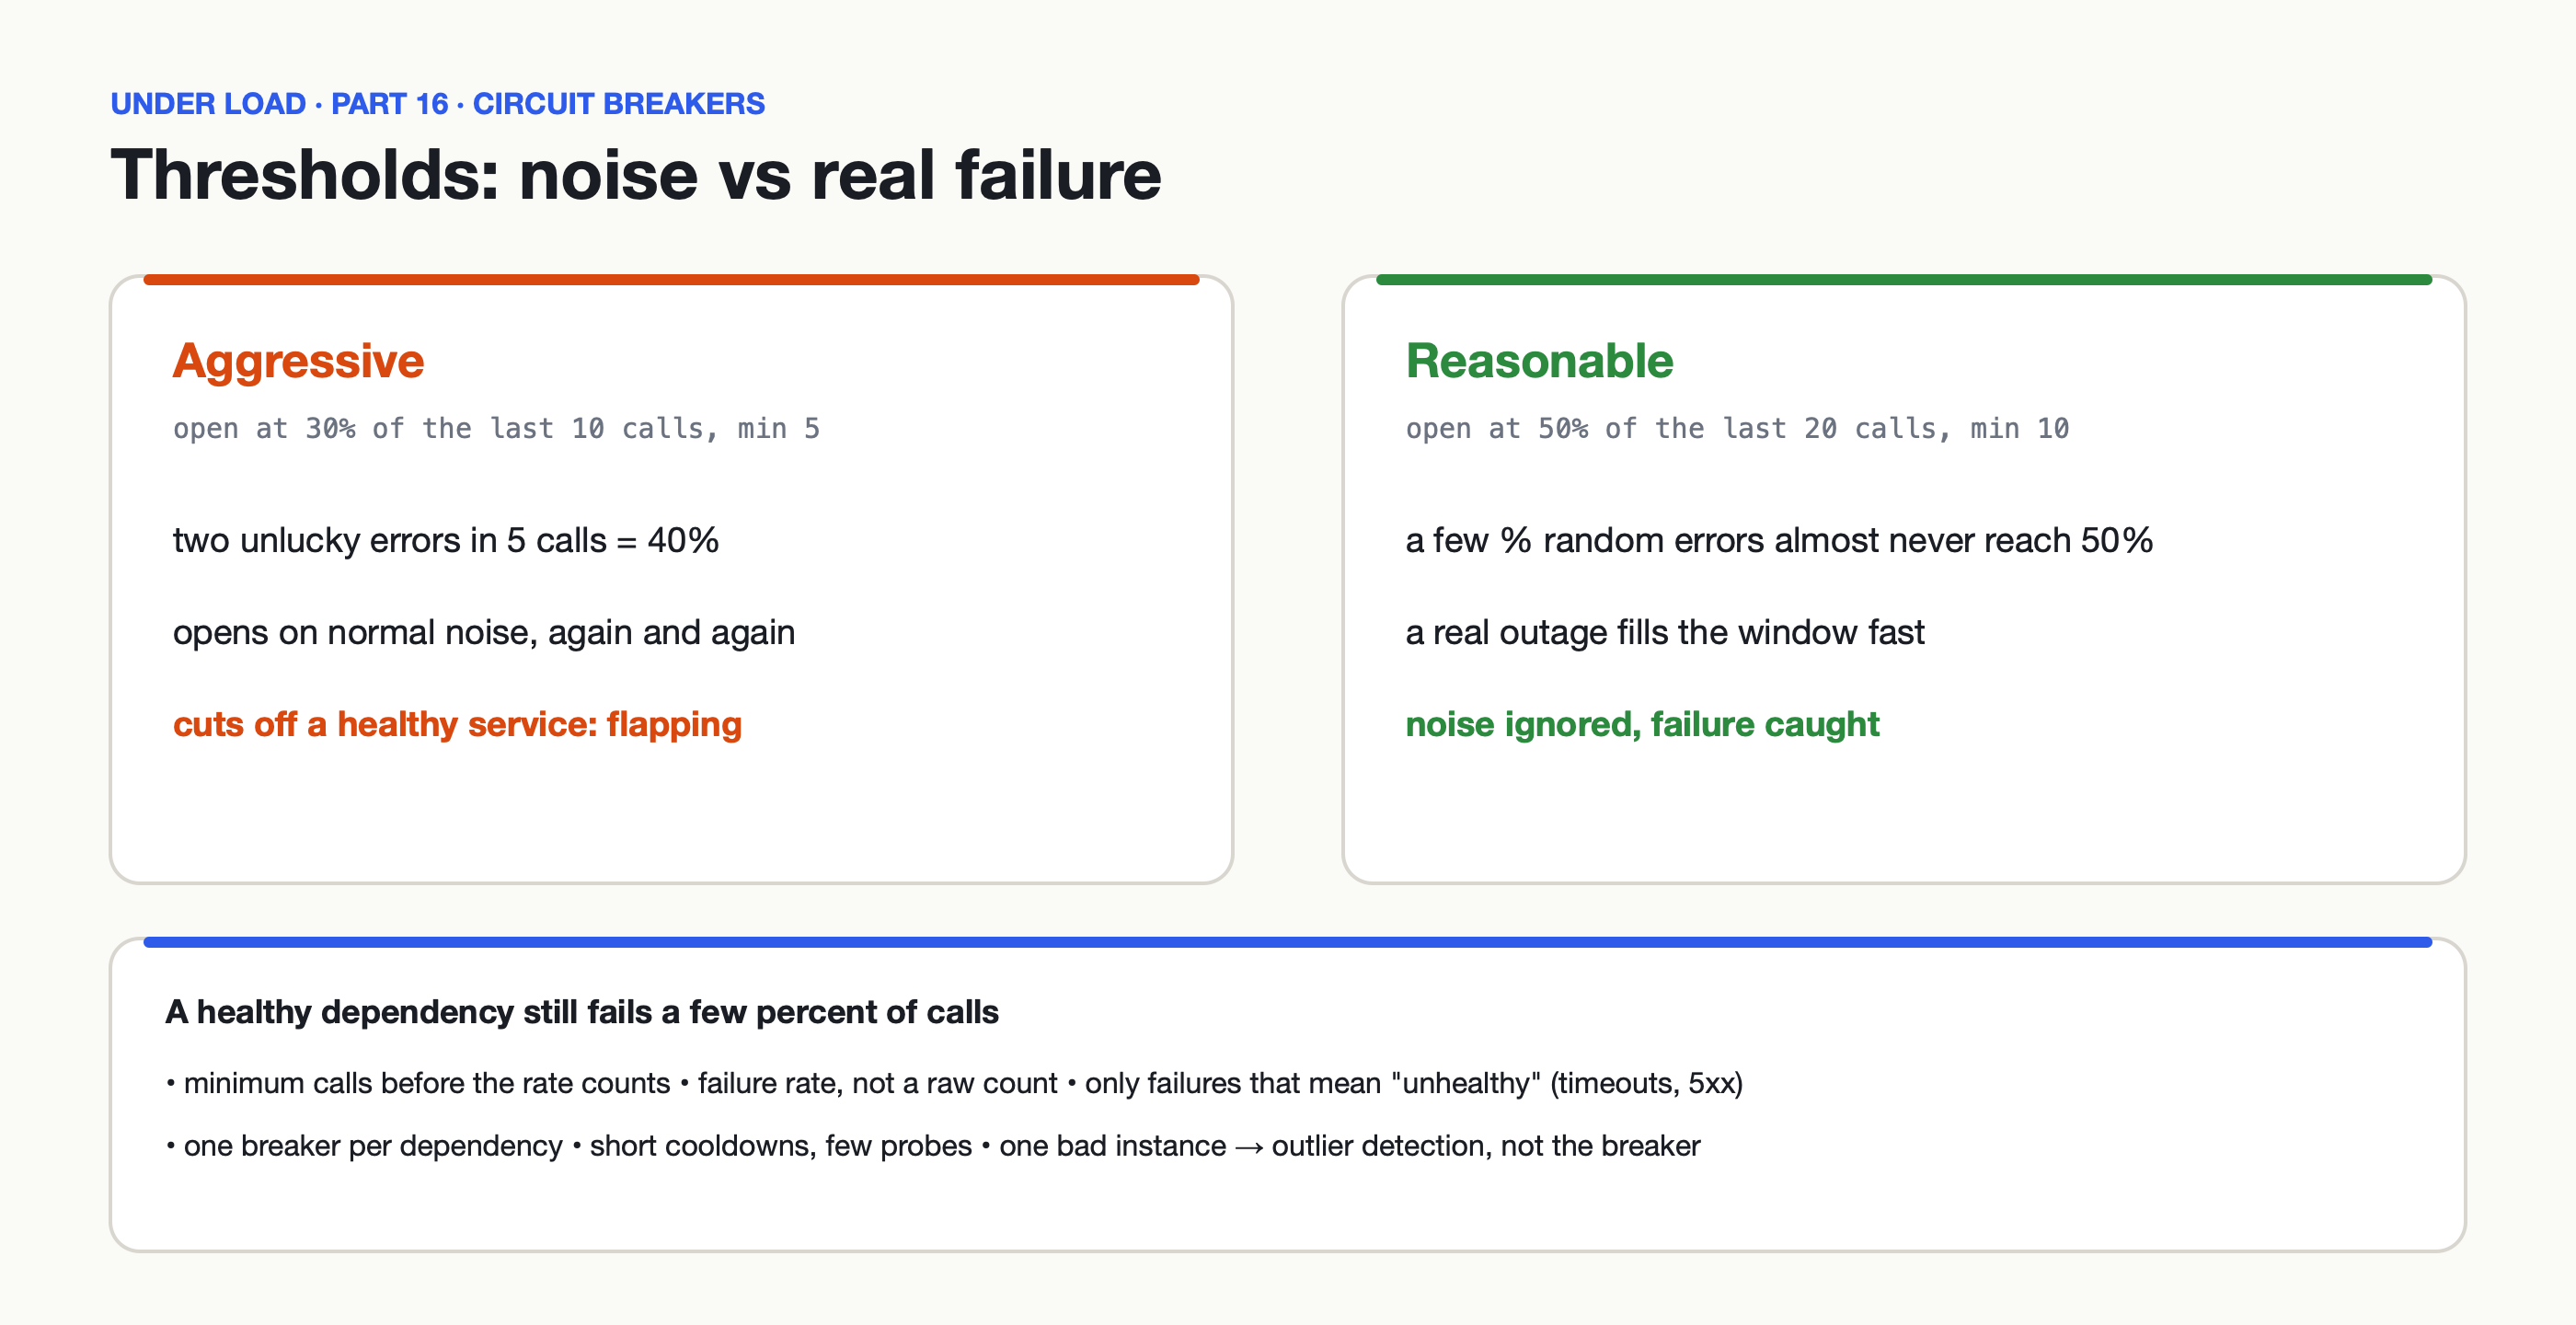 UNDER LOAD · PART 16 · CIRCUIT BREAKERS
Thresholds: noise vs real failure
Aggressive
open at 30% of the last 10 calls, min 5
two unlucky errors in 5 calls = 40%
opens on normal noise, again and again
cuts off a healthy service: flapping
Reasonable
open at 50% of the last 20 calls, min 10
a few % random errors almost never reach 50%
a real outage fills the window fast
noise ignored, failure caught
A healthy dependency still fails a few percent of calls
• minimum calls before the rate counts • failure rate, not a raw count • only failures that mean "unhealthy" (timeouts, 5xx)
• one breaker per dependency • short cooldowns, few probes • one bad instance → outlier detection, not the breaker